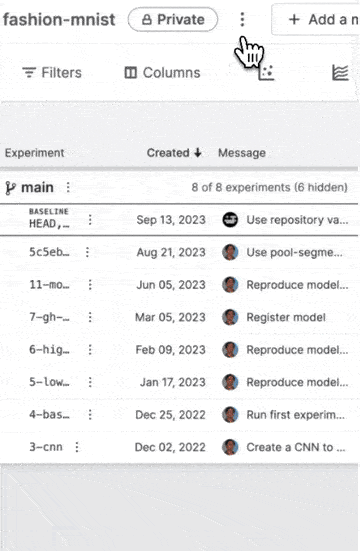 fashion-mnist Private + Add a m
Filters Columns
Experiment Created ↓ Message
main 8 of 8 experiments (6 hidden)
BASELINE
HEAD,… Sep 13, 2023 Use repository va…
5c5eb… Aug 21, 2023 Use pool-segme…
11-mo… Jun 05, 2023 Reproduce model…
7-gh-… Mar 05, 2023 Register model
6-hig… Feb 09, 2023 Reproduce model…
5-low… Jan 17, 2023 Reproduce model…
4-bas… Dec 25, 2022 Run first experim…
3-cnn Dec 02, 2022 Create a CNN to …